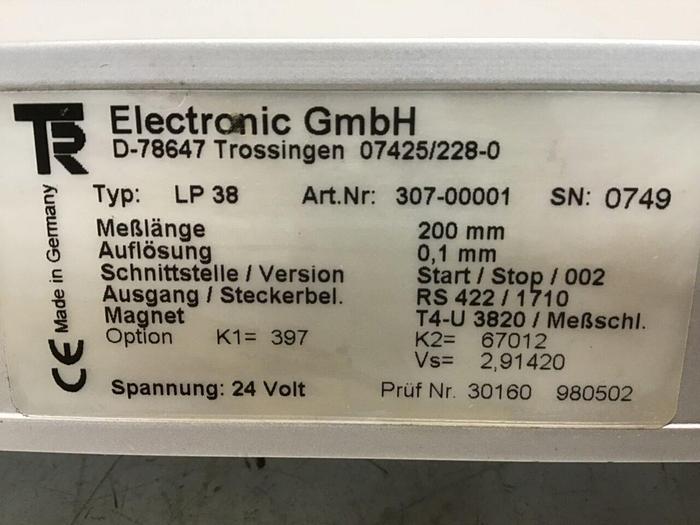 TR Electronic GmbH
D-78647 Trossingen 07425/228-0
Typ: LP 38 Art.Nr: 307-00001 SN: 0749
Meßlänge 200 mm
Auflösung 0,1 mm
Schnittstelle / Version Start / Stop / 002
Ausgang / Steckerbel. RS 422 / 1710
Magnet T4-U 3820 / Meßschl.
Option K1= 397 K2= 67012
Vs= 2,91420
Spannung: 24 Volt Prüf Nr. 30160 980502
CE Made in Germany